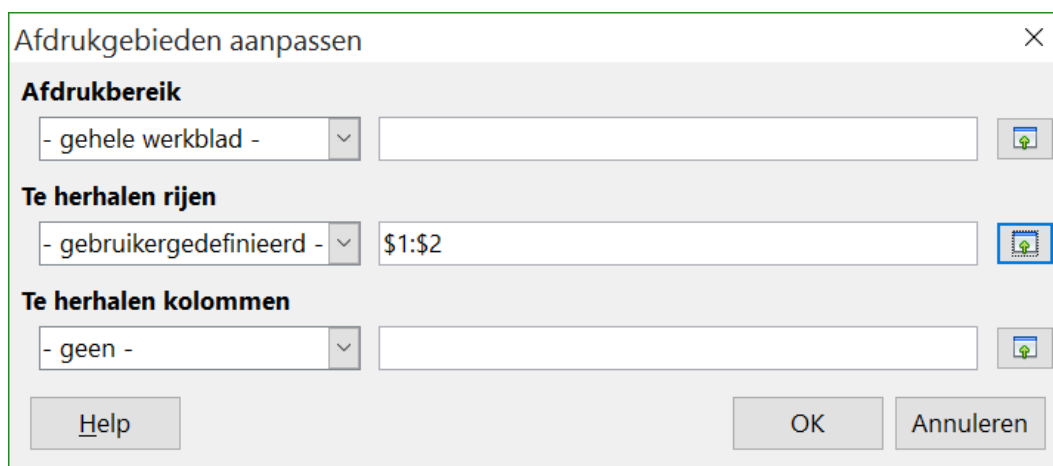 Afdrukgebieden aanpassen
Afdrukbereik
- gehele werkblad -
Te herhalen rijen
- gebruikergedefinieerd - $1:$2
Te herhalen kolommen
- geen -
Help OK Annuleren